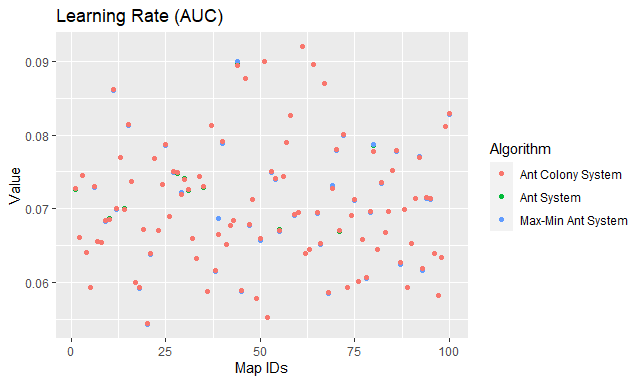 Learning Rate (AUC)
0.09
0.08
0.07
0.06
Value
0 25 50 75 100
Map IDs
Algorithm
Ant Colony System
Ant System
Max-Min Ant System